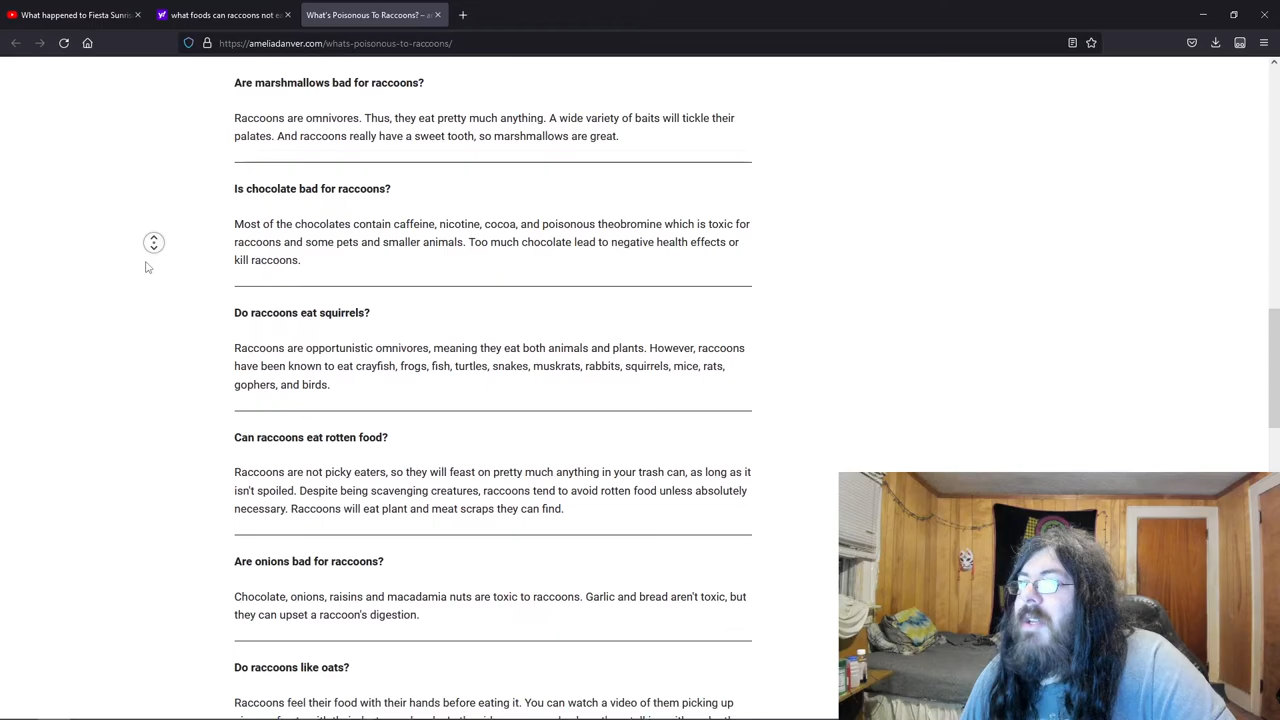 What happened to Fiesta Sunris
what foods can raccoons not ea
What's Poisonous To Raccoons? – a
https://ameliadanver.com/whats-poisonous-to-raccoons/
Are marshmallows bad for raccoons?
Raccoons are omnivores. Thus, they eat pretty much anything. A wide variety of baits will tickle their
palates. And raccoons really have a sweet tooth, so marshmallows are great.
Is chocolate bad for raccoons?
Most of the chocolates contain caffeine, nicotine, cocoa, and poisonous theobromine which is toxic for
raccoons and some pets and smaller animals. Too much chocolate lead to negative health effects or
kill raccoons.
Do raccoons eat squirrels?
Raccoons are opportunistic omnivores, meaning they eat both animals and plants. However, raccoons
have been known to eat crayfish, frogs, fish, turtles, snakes, muskrats, rabbits, squirrels, mice, rats,
gophers, and birds.
Can raccoons eat rotten food?
Raccoons are not picky eaters, so they will feast on pretty much anything in your trash can, as long as it
isn't spoiled. Despite being scavenging creatures, raccoons tend to avoid rotten food unless absolutely
necessary. Raccoons will eat plant and meat scraps they can find.
Are onions bad for raccoons?
Chocolate, onions, raisins and macadamia nuts are toxic to raccoons. Garlic and bread aren't toxic, but
they can upset a raccoon's digestion.
Do raccoons like oats?
Raccoons feel their food with their hands before eating it. You can watch a video of them picking up